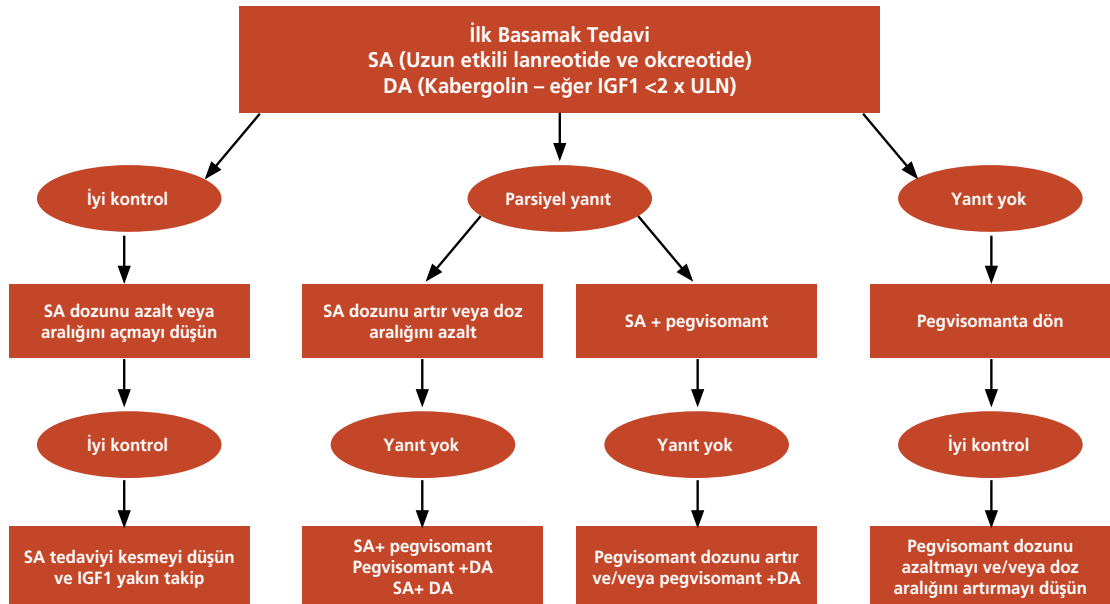 İlk Basamak Tedavi
SA (Uzun etkili lanreotide ve okcreotide)
DA (Kabergolin – eğer IGF1 <2 x ULN)
İyi kontrol
Parsiyel yanıt
Yanıt yok
SA dozunu azalt veya
aralığını açmayı düşün
SA dozunu artır veya doz
aralığını azalt
SA + pegvisomant
Pegvisomanta dön
İyi kontrol
Yanıt yok
Yanıt yok
İyi kontrol
SA tedaviyi kesmeyi düşün
ve IGF1 yakın takip
SA+ pegvisomant
Pegvisomant +DA
SA+ DA
Pegvisomant dozunu artır
ve/veya pegvisomant +DA
Pegvisomant dozunu
azaltmayı ve/veya doz
aralığını artırmayı düşün